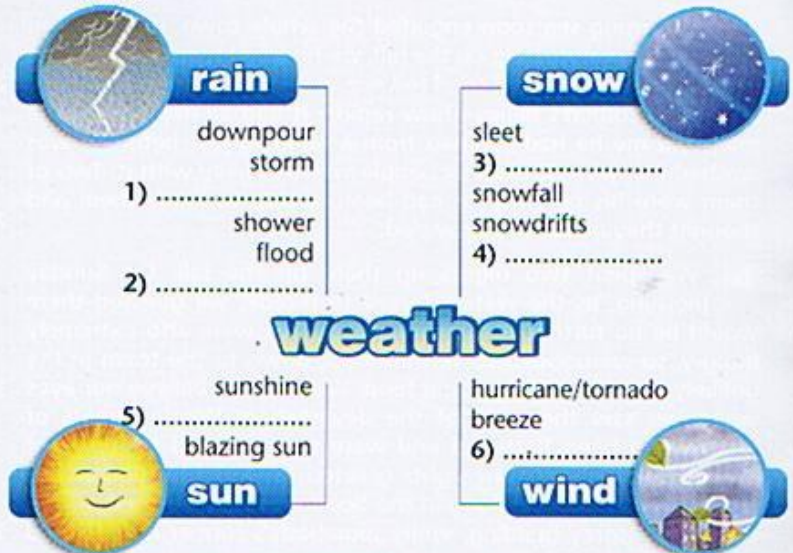 rain
downpour
storm
1) ......................
shower
flood
2) ......................
snow
sleet
3) ......................
snowfall
snowdrifts
4) ......................
weather
sunshine
5) ......................
blazing sun
sun
hurricane/tornado
breeze
6) ......................
wind